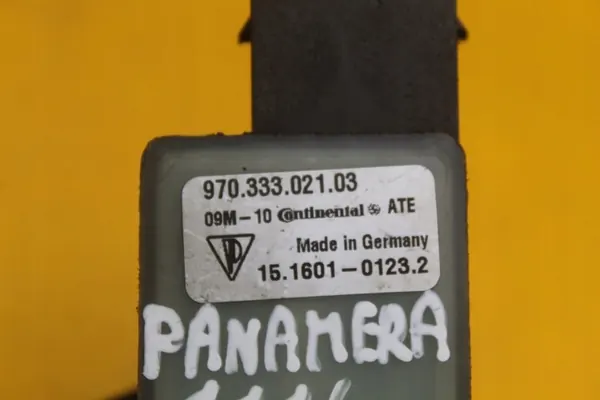 970.333.021.03
09M-10 Continental ATE
Made in Germany
15.1601-0123.2
PANAMERA